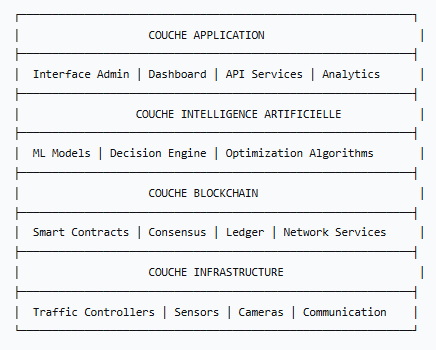 COUCHE APPLICATION
Interface Admin | Dashboard | API Services | Analytics
COUCHE INTELLIGENCE ARTIFICIELLE
ML Models | Decision Engine | Optimization Algorithms
COUCHE BLOCKCHAIN
Smart Contracts | Consensus | Ledger | Network Services
COUCHE INFRASTRUCTURE
Traffic Controllers | Sensors | Cameras | Communication